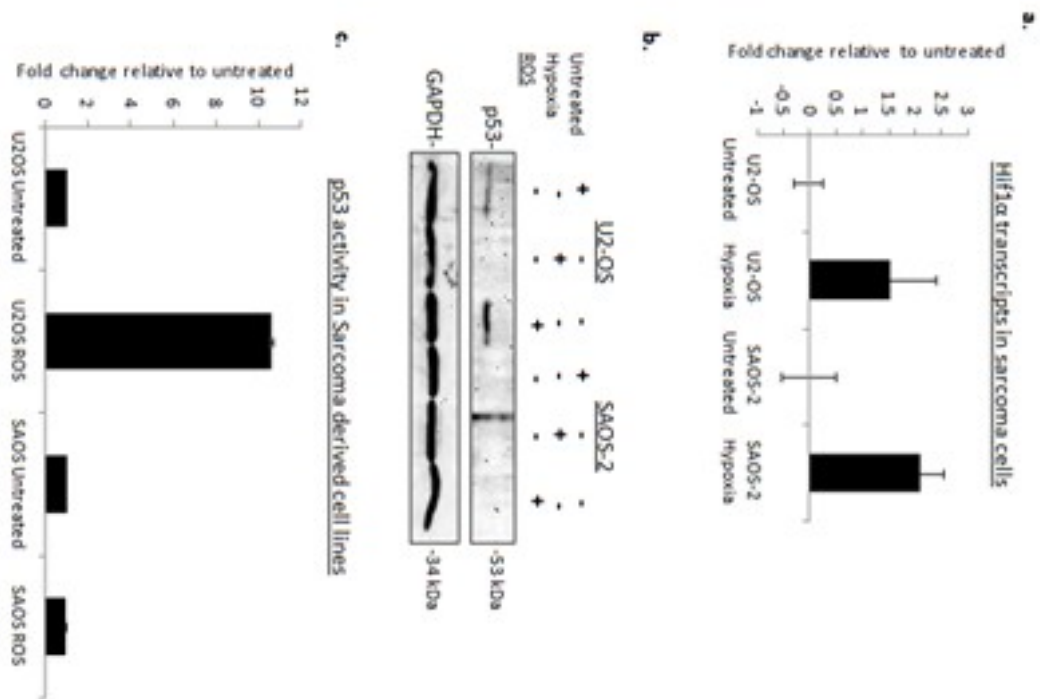 a.
Hif1α transcripts in sarcoma cells
Fold change relative to untreated
3
2.5
2
1.5
1
0.5
0
-0.5
-1
U2-OS Untreated
U2-OS Hypoxia
SAOS-2 Untreated
SAOS-2 Hypoxia
b.
U2-OS SAOS-2
Untreated + - - + - -
Hypoxia - + - - + -
ROS - - + - - +
p53- -53 kDa
GAPDH- -34 kDa
c.
p53 activity in Sarcoma derived cell lines
Fold change relative to untreated
12
10
8
6
4
2
0
U2OS Untreated
U2OS ROS
SAOS Untreated
SAOS ROS